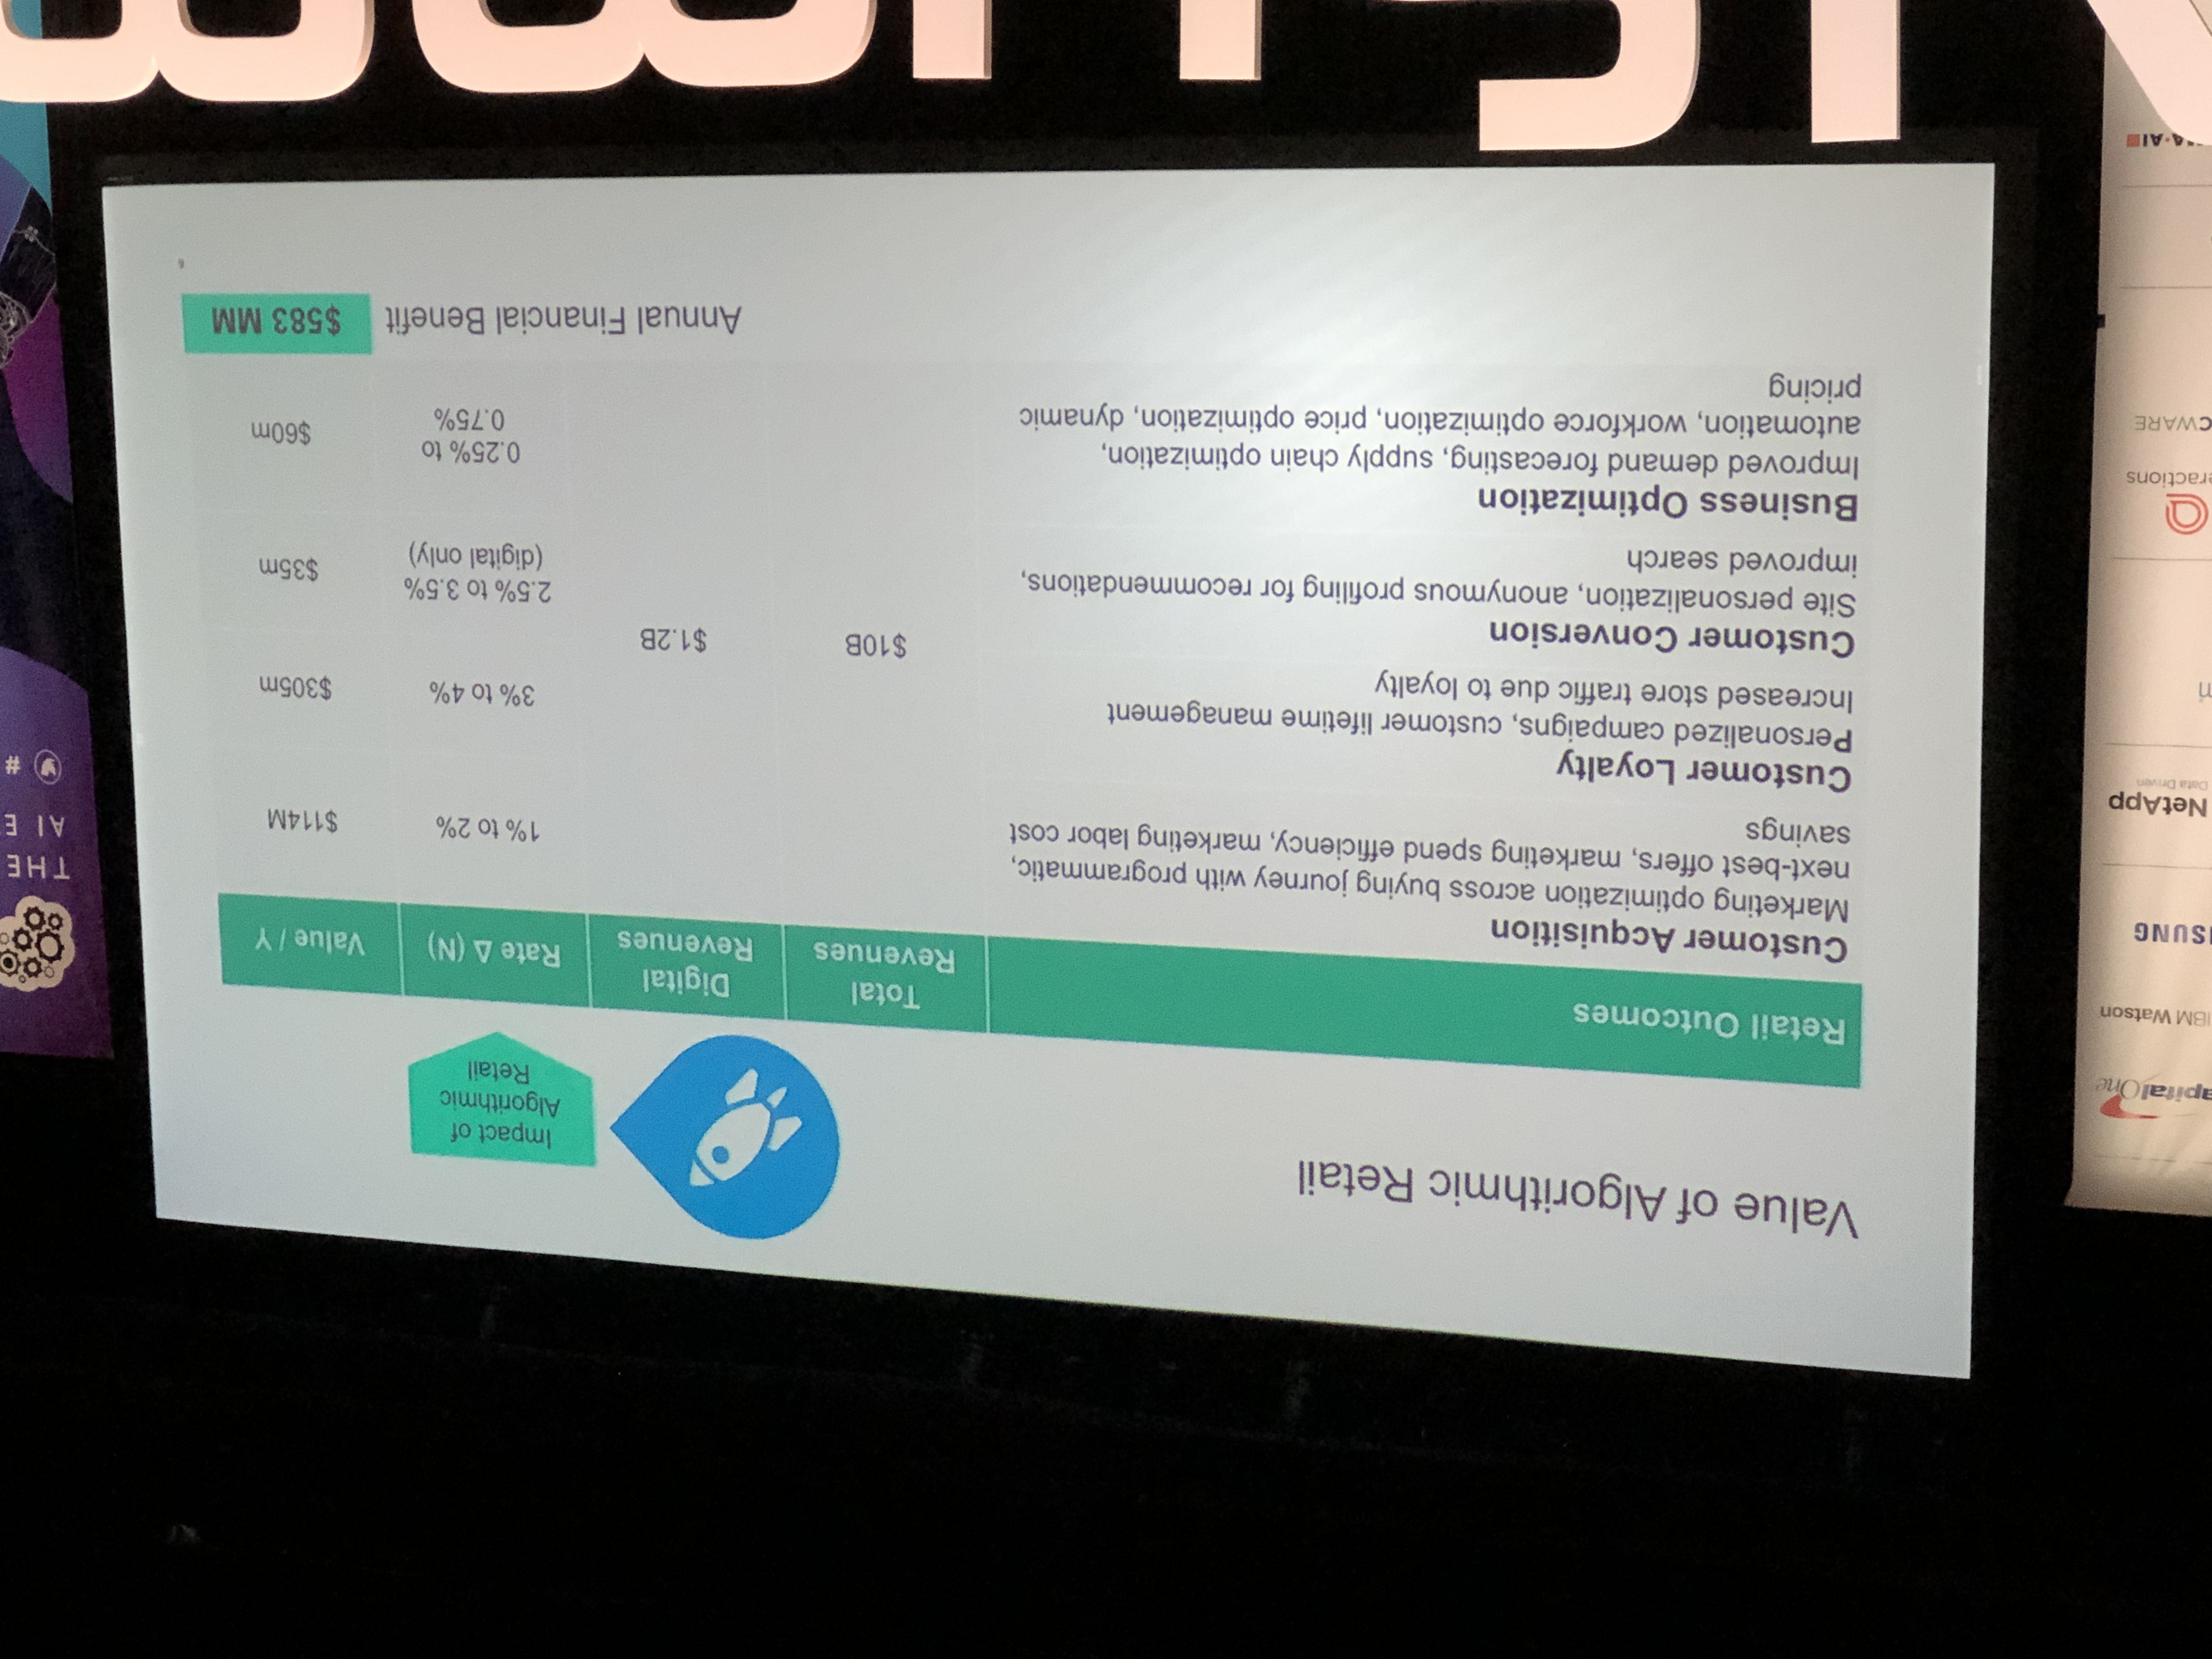 Value of Algorithmic Retail
Impact of
Algorithmic
Retail
Retail Outcomes
Total
Revenues
Digital
Revenues
Rate Δ (N)
Value / Y
Customer Acquisition
Marketing optimization across buying journey with programmatic,
next-best offers, marketing spend efficiency, marketing labor cost
savings
1% to 2%
$114M
Customer Loyalty
Personalized campaigns, customer lifetime management
Increased store traffic due to loyalty
3% to 4%
$305m
$10B
$1.2B
Customer Conversion
Site personalization, anonymous profiling for recommendations,
improved search
2.5% to 3.5%
(digital only)
$35m
Business Optimization
Improved demand forecasting, supply chain optimization,
automation, workforce optimization, price optimization, dynamic
pricing
0.25% to
0.75%
$60m
Annual Financial Benefit
$583 MM
6
apitalOne
IBM Watson
SUNG
NetApp
Data Driven
eractions
CWARE
A·AI
THE
AI E
#